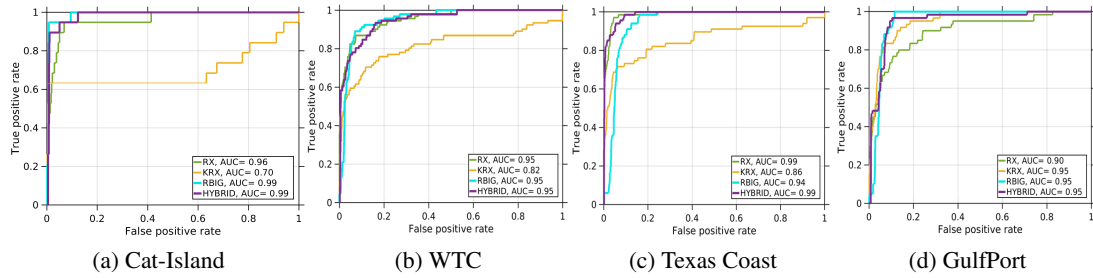 True positive rate
1
0.8
0.6
0.4
0.2
0
0
0.2
0.4
0.6
0.8
1
False positive rate
RX, AUC= 0.96
KRX, AUC= 0.70
RBIG, AUC= 0.99
HYBRID, AUC= 0.99
(a) Cat-Island
True positive rate
1
0.8
0.6
0.4
0.2
0
0
0.2
0.4
0.6
0.8
1
False positive rate
RX, AUC= 0.95
KRX, AUC= 0.82
RBIG, AUC= 0.95
HYBRID, AUC= 0.95
(b) WTC
True positive rate
1
0.8
0.6
0.4
0.2
0
0
0.2
0.4
0.6
0.8
1
False positive rate
RX, AUC= 0.99
KRX, AUC= 0.86
RBIG, AUC= 0.94
HYBRID, AUC= 0.99
(c) Texas Coast
True positive rate
1
0.8
0.6
0.4
0.2
0
0
0.2
0.4
0.6
0.8
1
False positive rate
RX, AUC= 0.90
KRX, AUC= 0.95
RBIG, AUC= 0.95
HYBRID, AUC= 0.95
(d) GulfPort